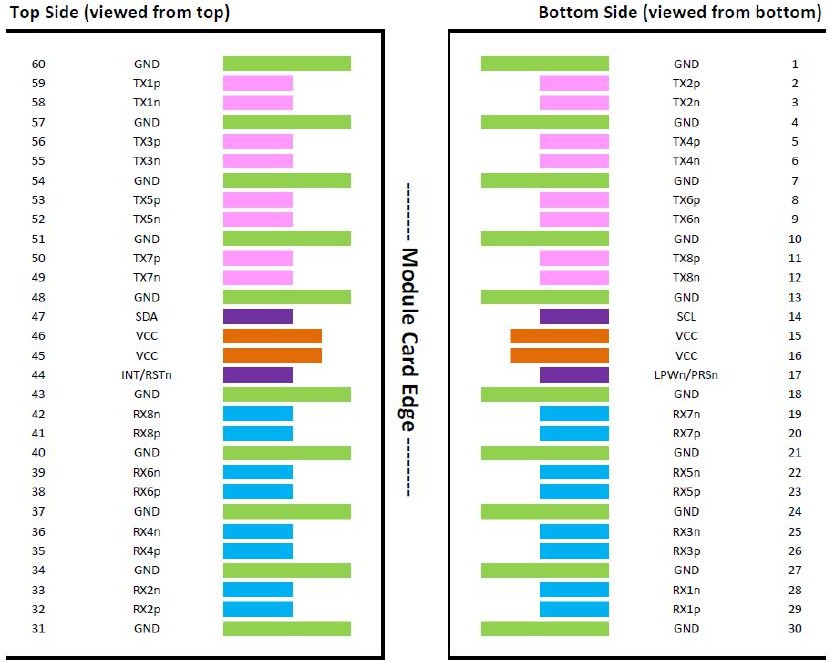 Top Side (viewed from top) Bottom Side (viewed from bottom)
60 GND GND 1
59 TX1p TX2p 2
58 TX1n TX2n 3
57 GND GND 4
56 TX3p TX4p 5
55 TX3n TX4n 6
54 GND GND 7
53 TX5p TX6p 8
52 TX5n TX6n 9
51 GND GND 10
50 TX7p TX8p 11
49 TX7n TX8n 12
48 GND GND 13
47 SDA SCL 14
46 VCC VCC 15
45 VCC VCC 16
44 INT/RSTn LPWn/PRSn 17
43 GND GND 18
42 RX8n RX7n 19
41 RX8p RX7p 20
40 GND GND 21
39 RX6n RX5n 22
38 RX6p RX5p 23
37 GND GND 24
36 RX4n RX3n 25
35 RX4p RX3p 26
34 GND GND 27
33 RX2n RX1n 28
32 RX2p RX1p 29
31 GND GND 30
-------- Module Card Edge --------